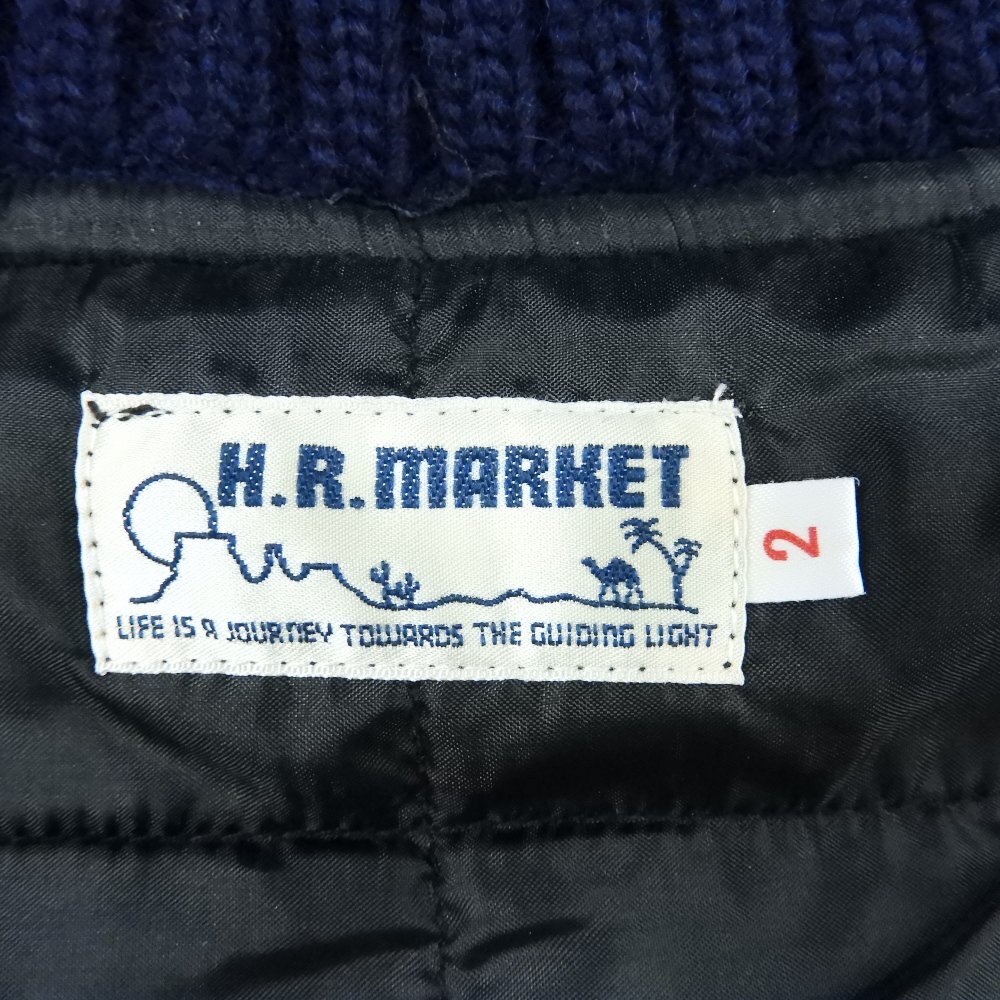 H.R.MARKET
LIFE IS A JOURNEY TOWARDS THE GUIDING LIGHT
2